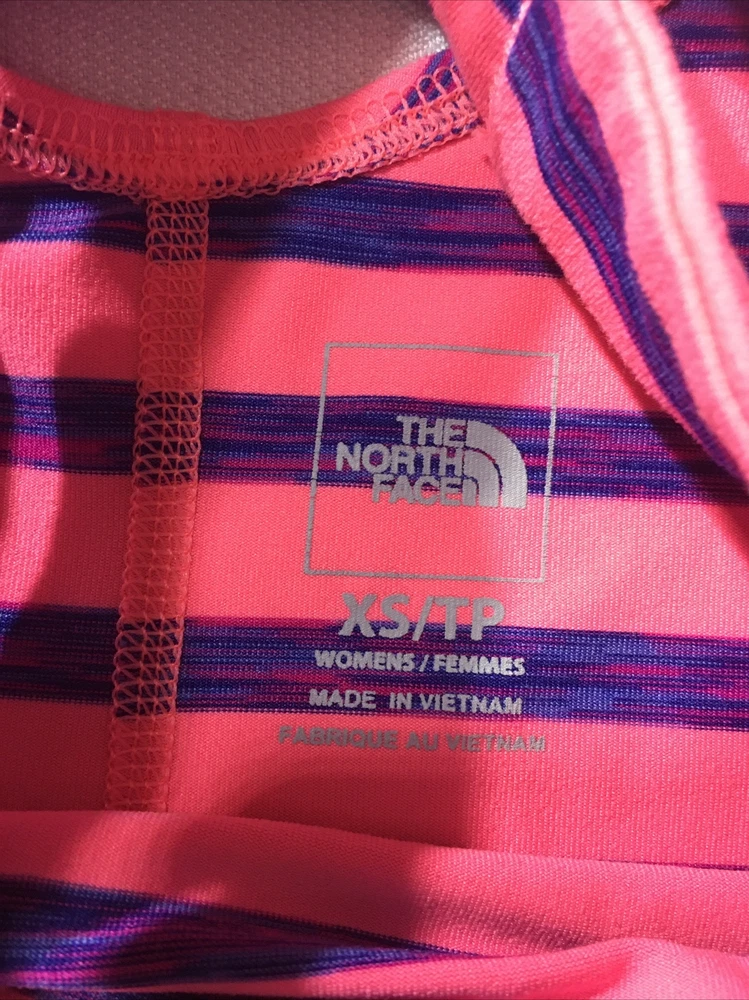 THE
NORTH
FACE
XS/TP
WOMENS / FEMMES
MADE IN VIETNAM
FABRIQUE AU VIETNAM